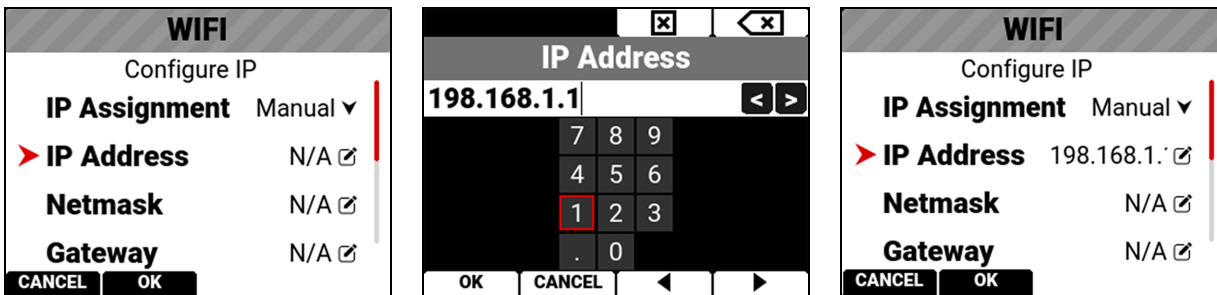 WIFI
Configure IP
IP Assignment Manual
IP Address N/A
Netmask N/A
Gateway N/A
CANCEL OK
IP Address
198.168.1.1
< >
7 8 9
4 5 6
1 2 3
. 0
OK CANCEL
WIFI
Configure IP
IP Assignment Manual
IP Address 198.168.1.
Netmask N/A
Gateway N/A
CANCEL OK